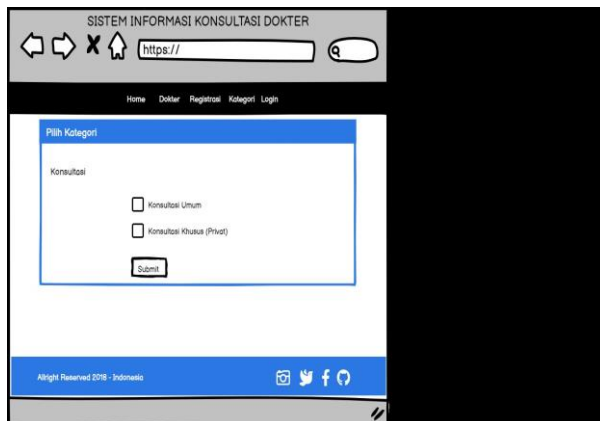 SISTEM INFORMASI KONSULTASI DOKTER
https://
Home Dokter Registrasi Kategori Login
Pilih Kategori
Konsultasi
Konsultasi Umum
Konsultasi Khusus (Privat)
Submit
Allright Reserved 2018 - Indonesia